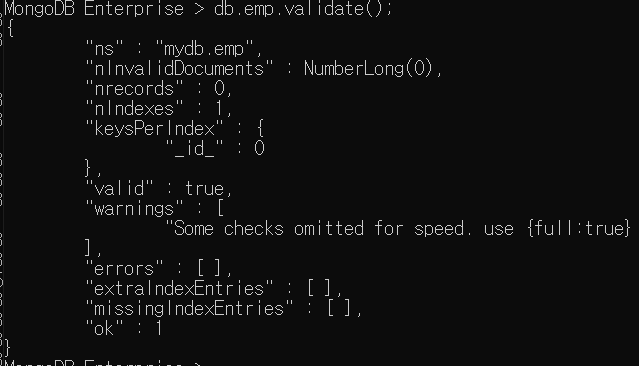 MongoDB Enterprise > db.emp.validate();
{
        "ns" : "mydb.emp",
        "nInvalidDocuments" : NumberLong(0),
        "nrecords" : 0,
        "nIndexes" : 1,
        "keysPerIndex" : {
                "_id_" : 0
        },
        "valid" : true,
        "warnings" : [
                "Some checks omitted for speed. use {full:true}
        ],
        "errors" : [ ],
        "extraIndexEntries" : [ ],
        "missingIndexEntries" : [ ],
        "ok" : 1
}
MongoDB Enterprise >